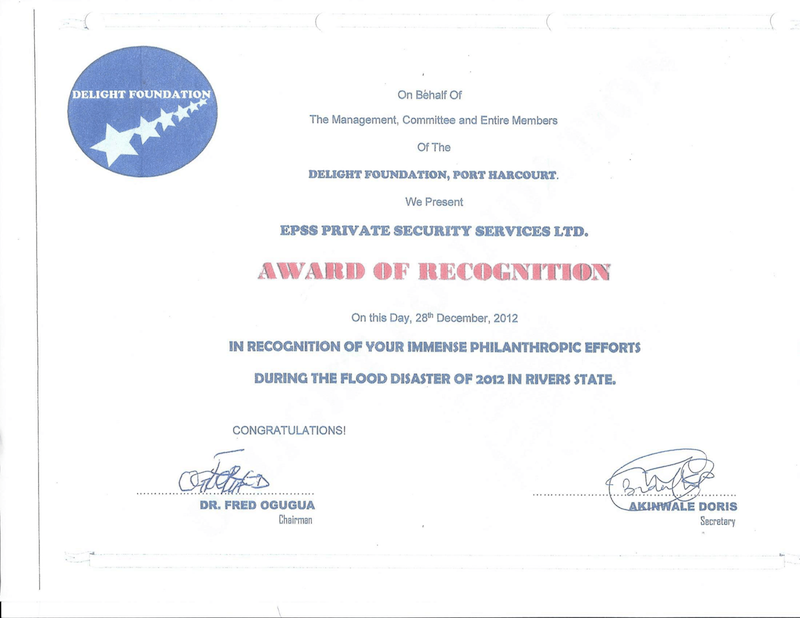 DELIGHT FOUNDATION
On Behalf Of
The Management, Committee and Entire Members
Of The
DELIGHT FOUNDATION, PORT HARCOURT.
We Present
EPSS PRIVATE SECURITY SERVICES LTD.
AWARD OF RECOGNITION
On this Day, 28th December, 2012
IN RECOGNITION OF YOUR IMMENSE PHILANTHROPIC EFFORTS
DURING THE FLOOD DISASTER OF 2012 IN RIVERS STATE.
CONGRATULATIONS!
DR. FRED OGUGUA
Chairman
AKINWALE DORIS
Secretary